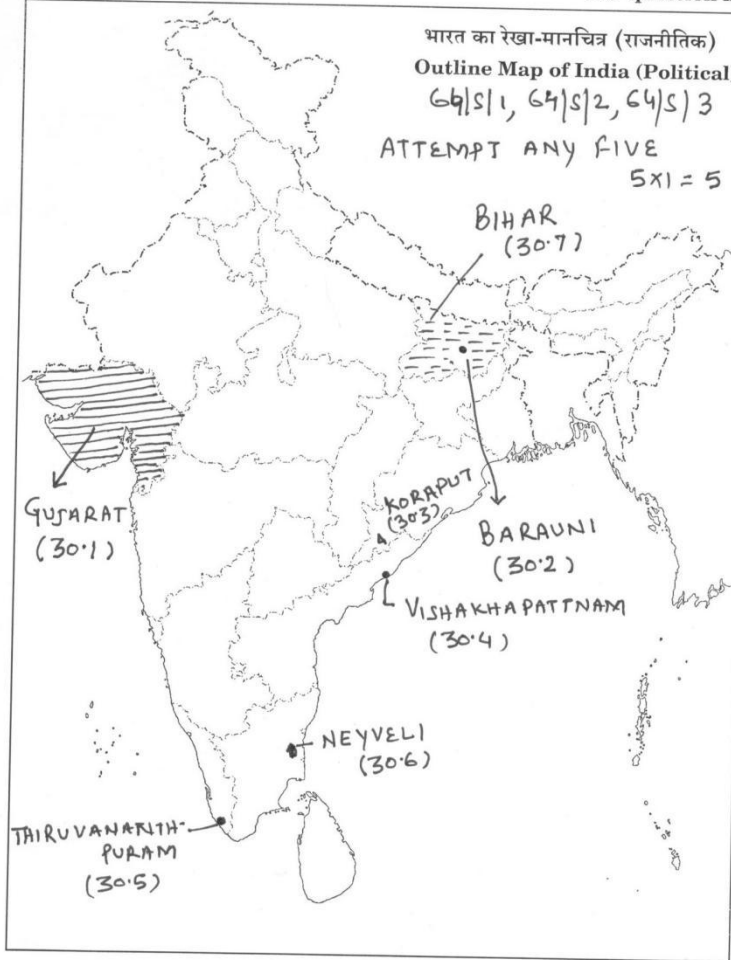 भारत का रेखा-मानचित्र (राजनीतिक)
Outline Map of India (Political
64|S|1, 64|S|2, 64|S|3
ATTEMPT ANY FIVE
5×1 = 5
BIHAR
(30.7)
GUJARAT
(30.1)
KORAPUT
(30.3)
BARAUNI
(30.2)
VISHAKHAPATTNAM
(30.4)
NEYVELI
(30.6)
THIRUVANANTH-
PURAM
(30.5)